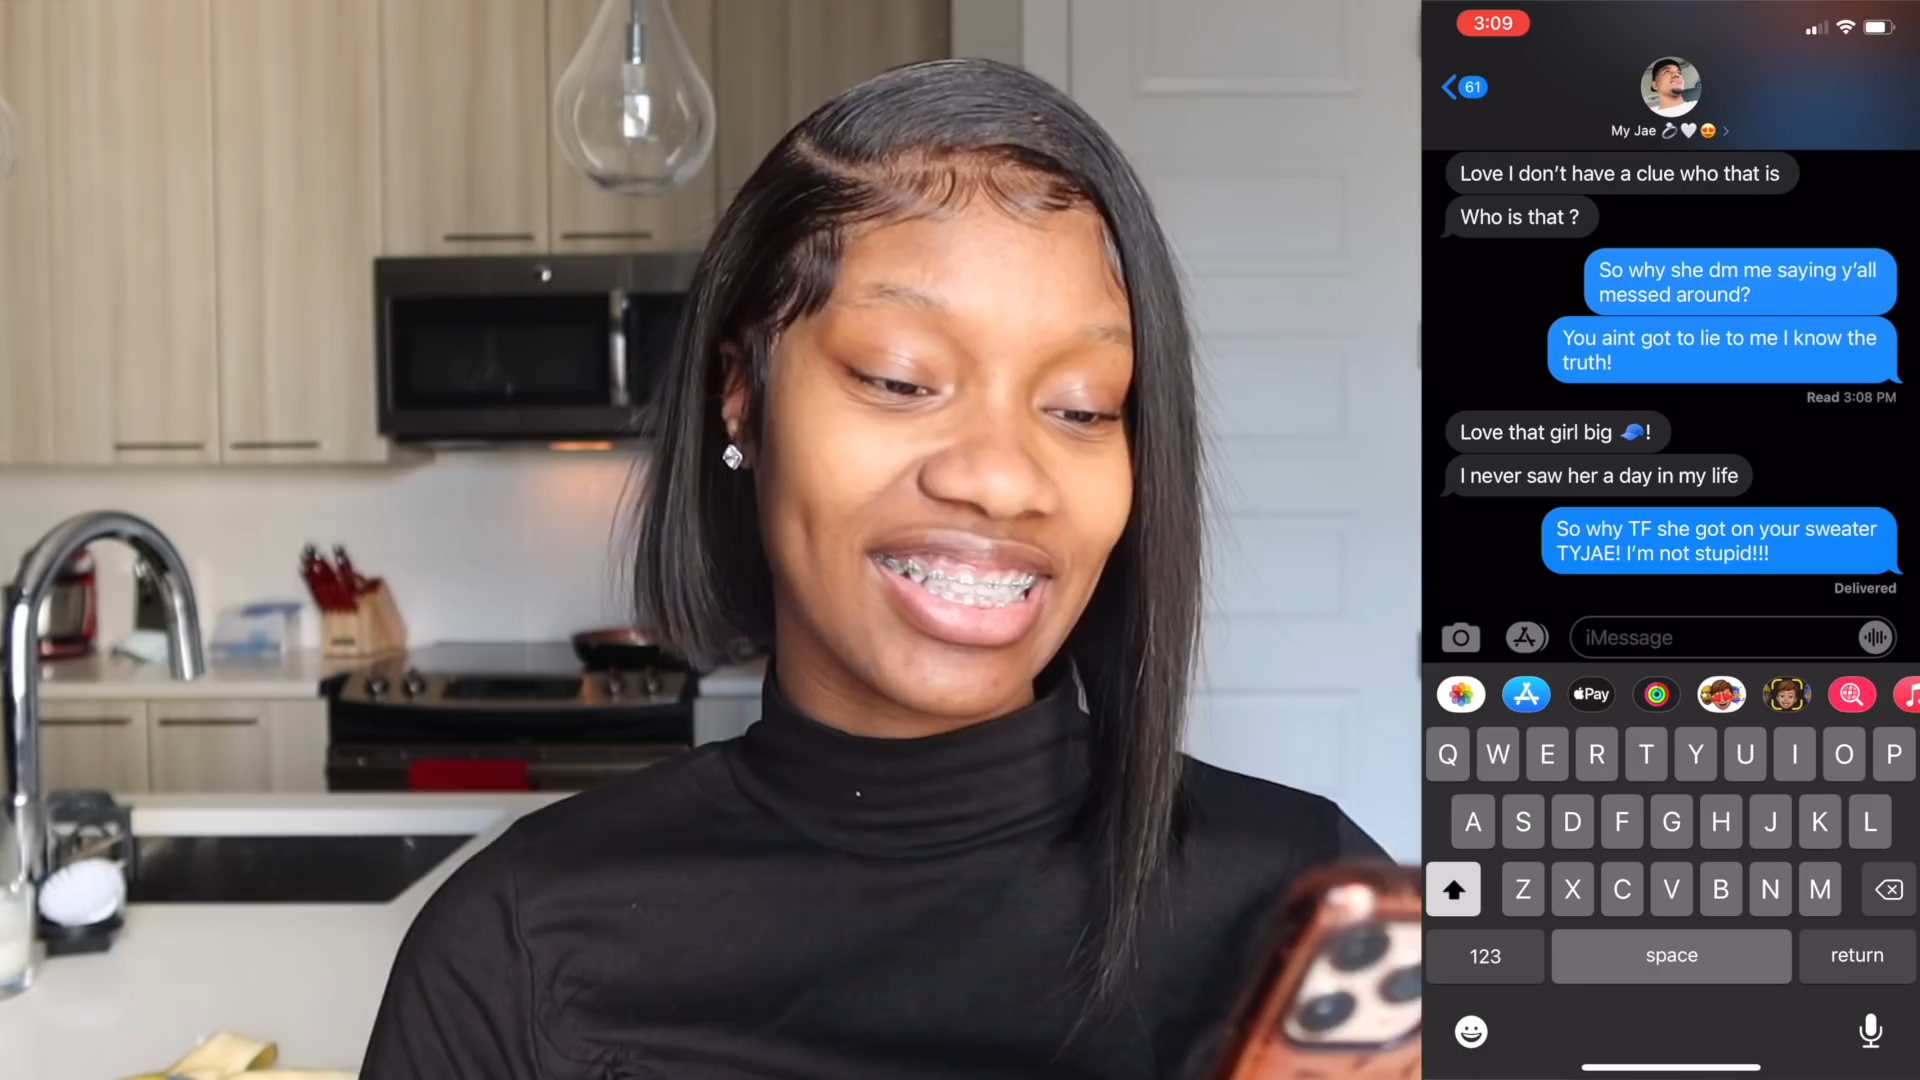 3:09
61
My Jae 💍🤍😍 >
Love I don’t have a clue who that is
Who is that ?
So why she dm me saying y’all
messed around?
You aint got to lie to me I know the
truth!
Read 3:08 PM
Love that girl big 🧢!
I never saw her a day in my life
So why TF she got on your sweater
TYJAE! I’m not stupid!!!
Delivered
iMessage
Pay
Q W E R T Y U I O P
A S D F G H J K L
Z X C V B N M
123 space return